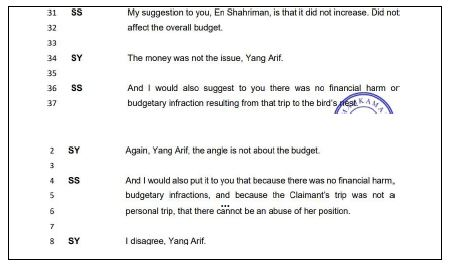 31 SS My suggestion to you, En Shahriman, is that it did not increase. Did not
32 affect the overall budget.
33
34 SY The money was not the issue, Yang Arif.
35
36 SS And I would also suggest to you there was no financial harm or
37 budgetary infraction resulting from that trip to the bird's nest.
AKAMA
2 SY Again, Yang Arif, the angle is not about the budget.
3
4 SS And I would also put it to you that because there was no financial harm,
5 budgetary infractions, and because the Claimant's trip was not a
6 personal trip, that there cannot be an abuse of her position.
7
8 SY I disagree, Yang Arif.